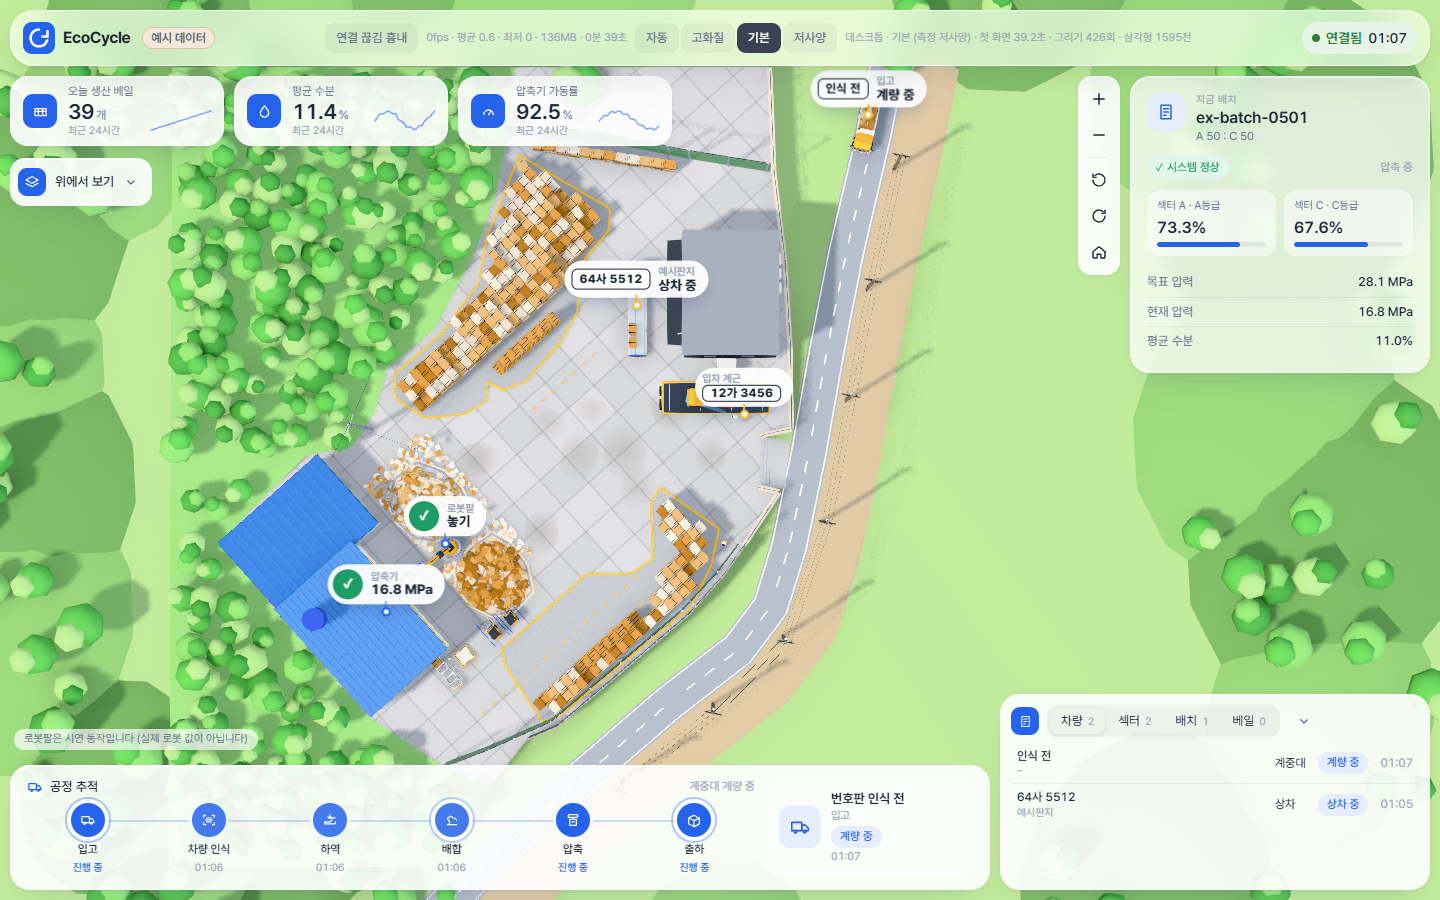 EcoCycle
예시 데이터
연결 끊김 흉내
0fps · 평균 0.6 · 최저 0 · 136MB · 0분 39초
자동
고화질
기본
저사양
데스크톱 · 기본 (측정 저사양) · 첫 화면 39.2초 · 그리기 426회 · 삼각형 1595천
연결됨 01:07
오늘 생산 베일
39개
최근 24시간
평균 수분
11.4%
최근 24시간
압축기 가동률
92.5%
최근 24시간
위에서 보기
인식 전
입고
계량 중
64사 5512
예시판지
상차 중
입차 계근
12가 3456
로봇팔
놓기
압축기
16.8 MPa
지금 배치
ex-batch-0501
A 50 : C 50
✓ 시스템 정상
압축 중
섹터 A · A등급
73.3%
섹터 C · C등급
67.6%
목표 압력
28.1 MPa
현재 압력
16.8 MPa
평균 수분
11.0%
로봇팔은 시연 동작입니다 (실제 로봇 값이 아닙니다)
공정 추적
계중대 계량 중
입고
진행 중
차량 인식
01:06
하역
01:06
배합
01:06
압축
진행 중
출하
진행 중
번호판 인식 전
입고
계량 중
01:07
차량 2
섹터 2
배치 1
베일 0
인식 전
–
계중대
계량 중
01:07
64사 5512
예시판지
상차
상차 중
01:05